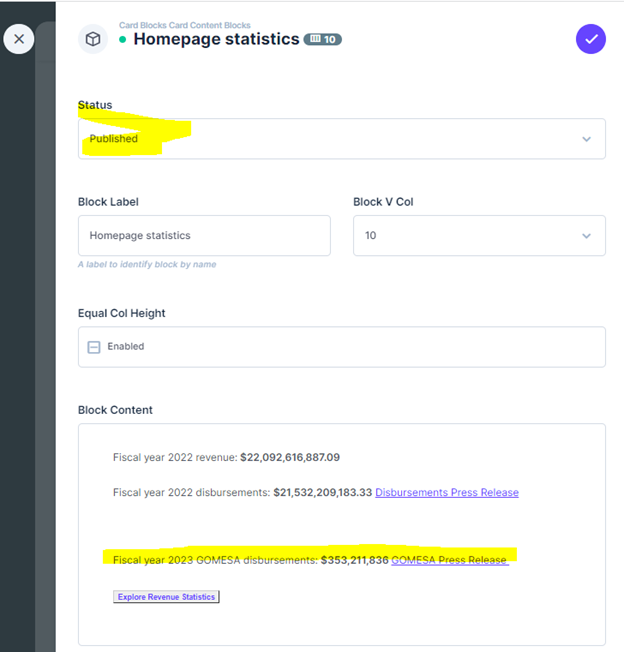 Card Blocks Card Content Blocks
Homepage statistics 10
Status
Published
Block Label Block V Col
Homepage statistics 10
A label to identify block by name
Equal Col Height
Enabled
Block Content
Fiscal year 2022 revenue: $22,092,616,887.09
Fiscal year 2022 disbursements: $21,532,209,183.33 Disbursements Press Release
Fiscal year 2023 GOMESA disbursements: $353,211,836 GOMESA Press Release
Explore Revenue Statistics